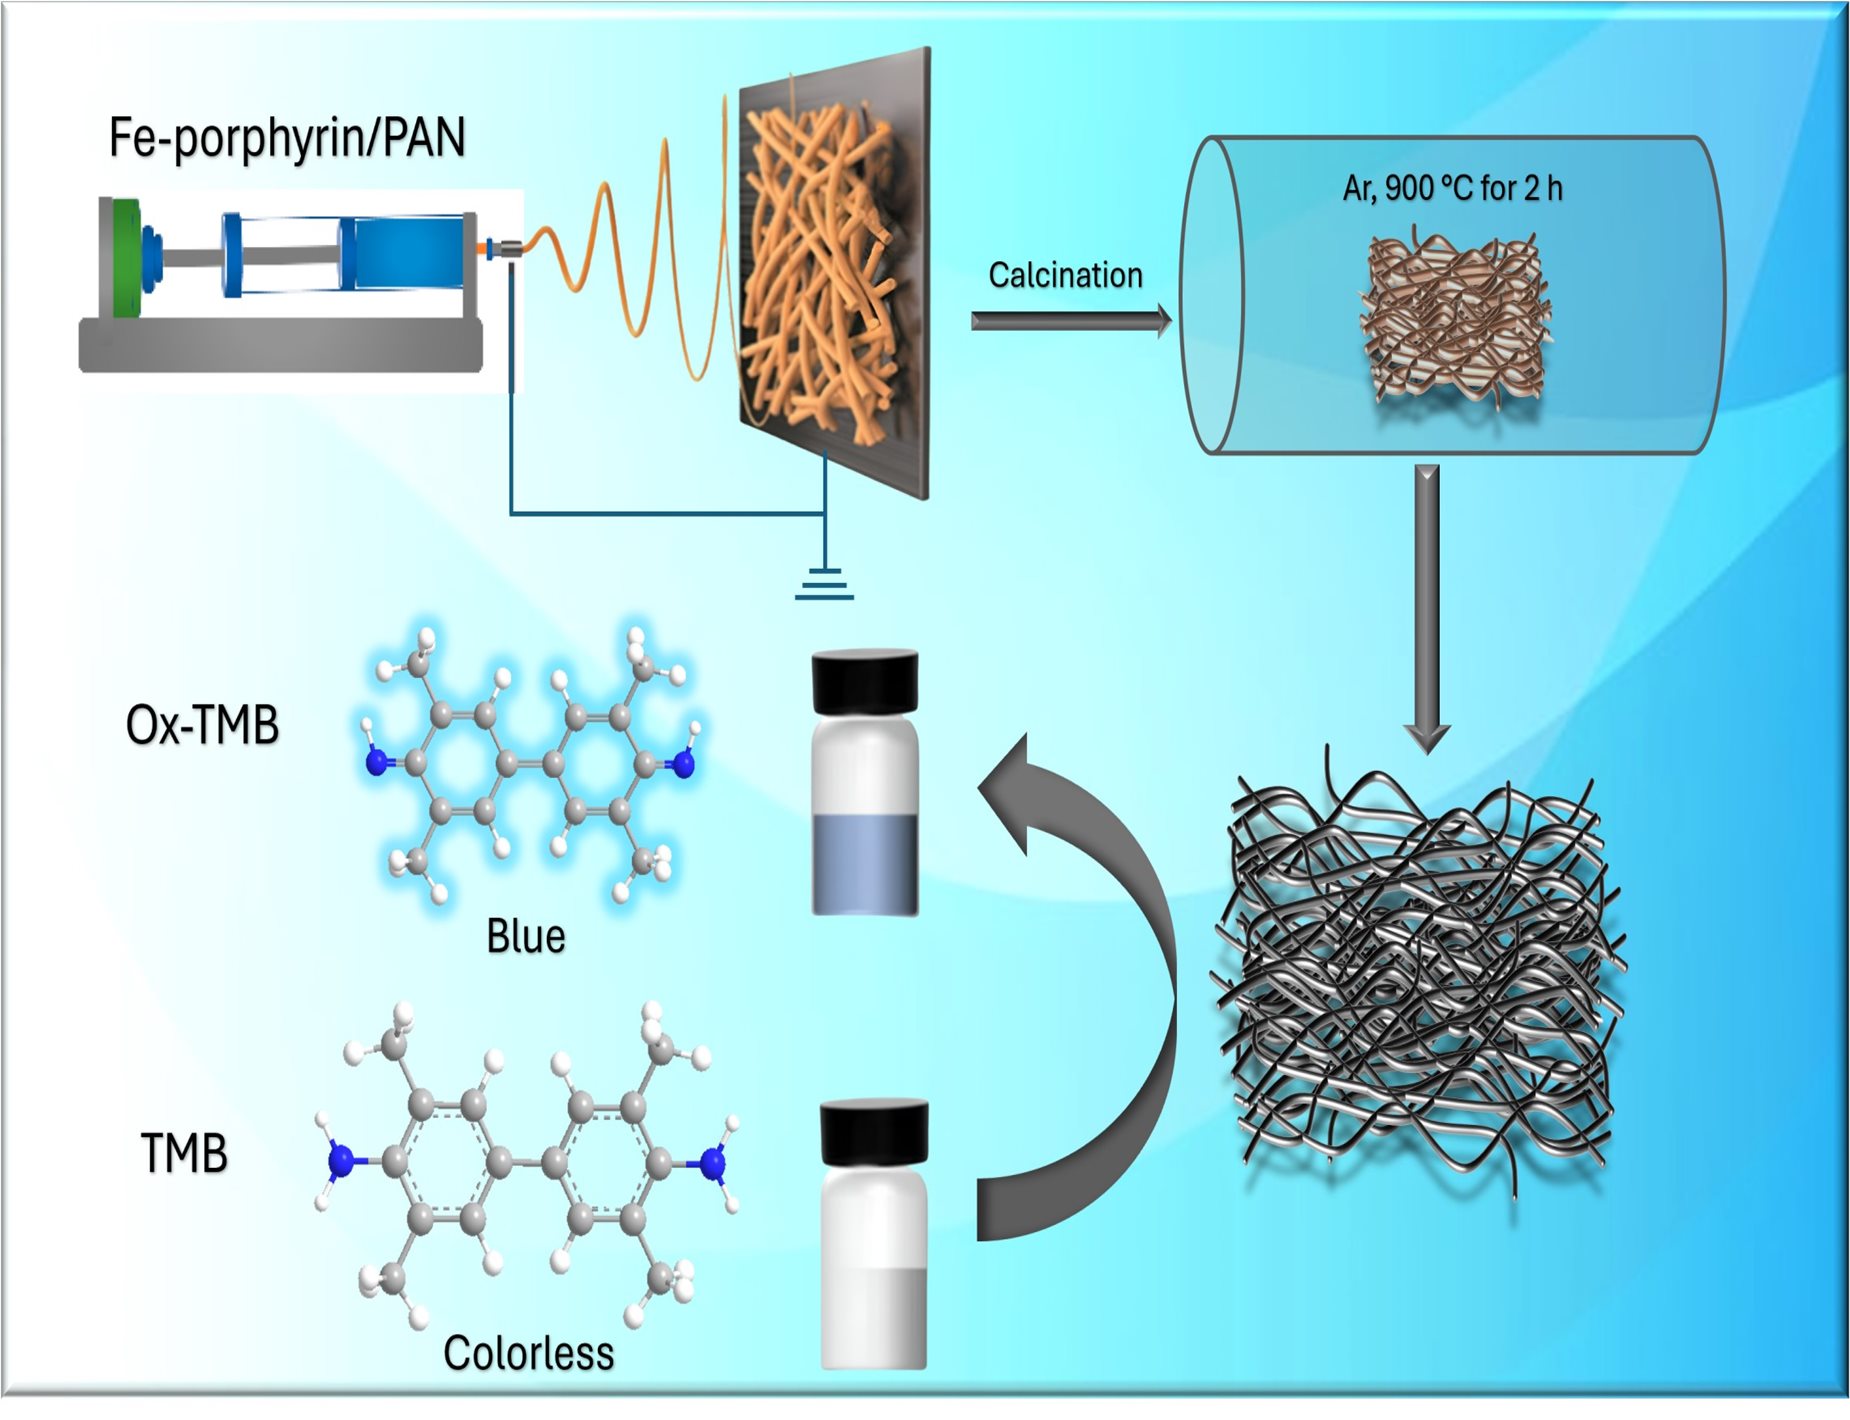 Fe-porphyrin/PAN
Calcination
Ar, 900 °C for 2 h
Ox-TMB
Blue
TMB
Colorless